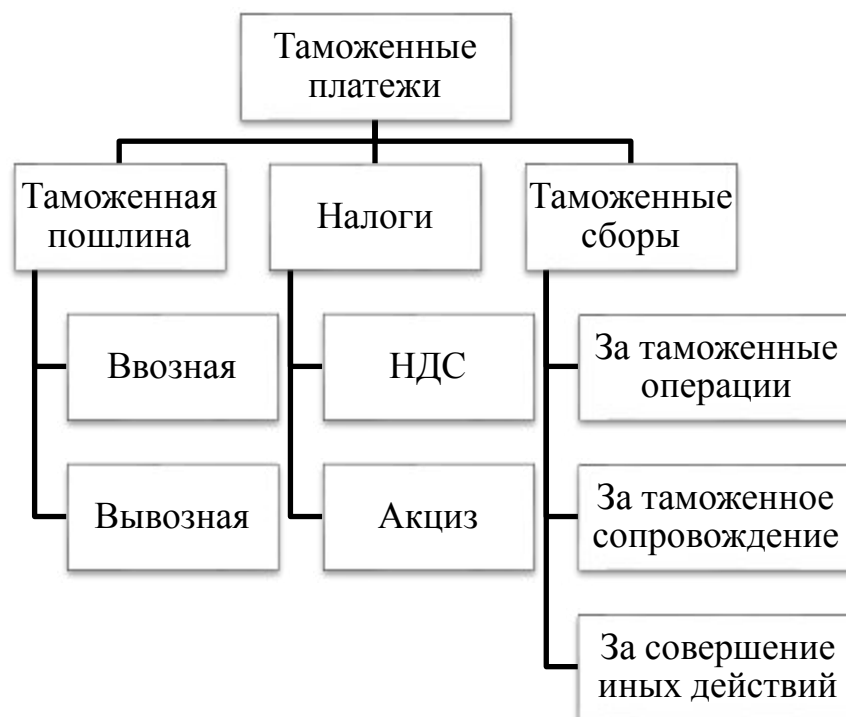 Таможенные
платежи
Таможенная
пошлина
Ввозная
Вывозная
Налоги
НДС
Акциз
Таможенные
сборы
За таможенные
операции
За таможенное
сопровождение
За совершение
иных действий